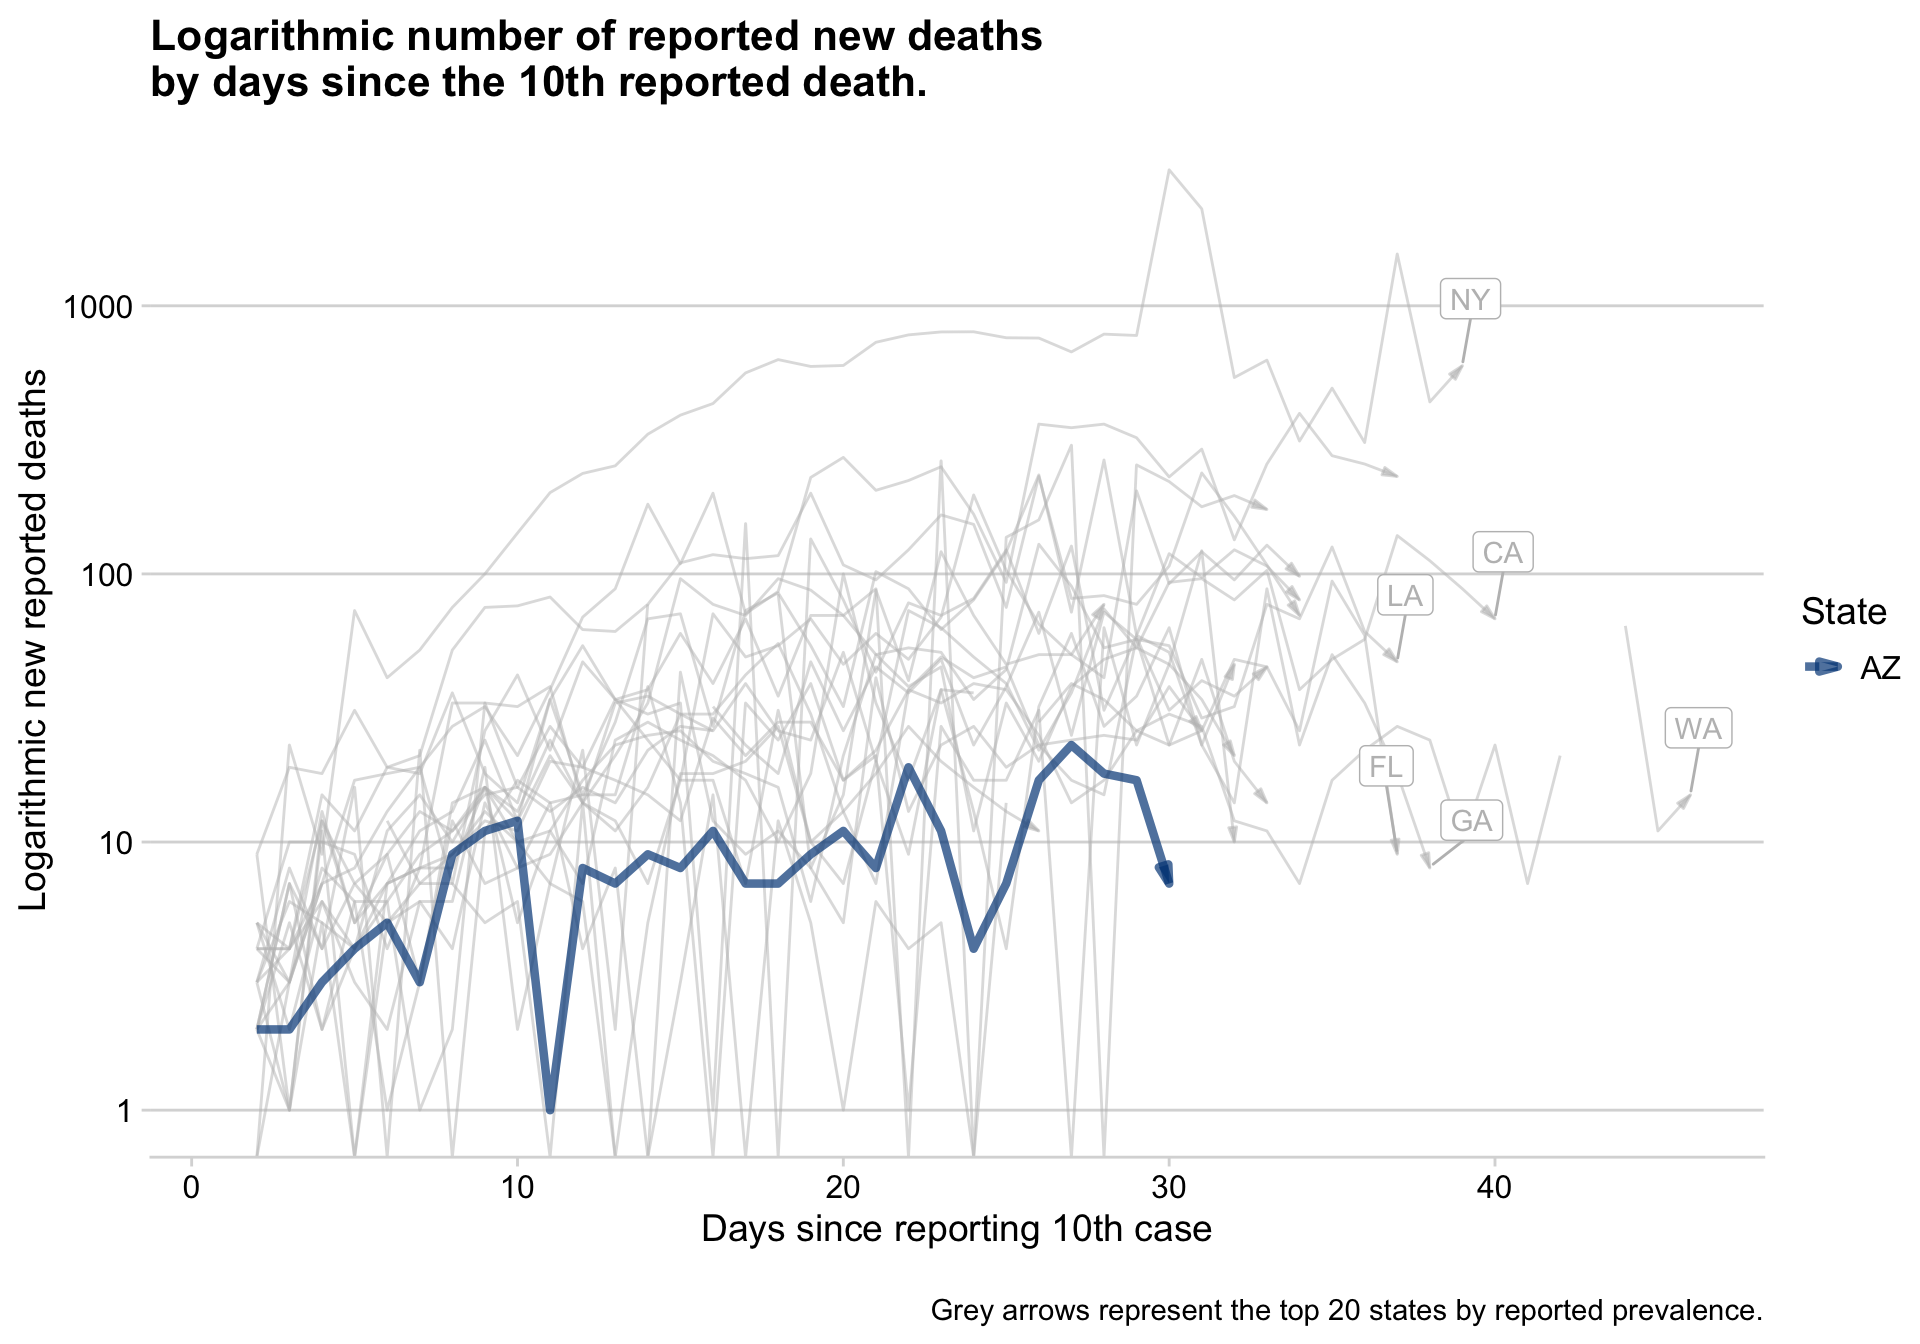 Logarithmic number of reported new deaths
by days since the 10th reported death.
Logarithmic new reported deaths
1000
100
10
1
NY
CA
LA
WA
FL
GA
State
AZ
0
10
20
30
40
Days since reporting 10th case
Grey arrows represent the top 20 states by reported prevalence.